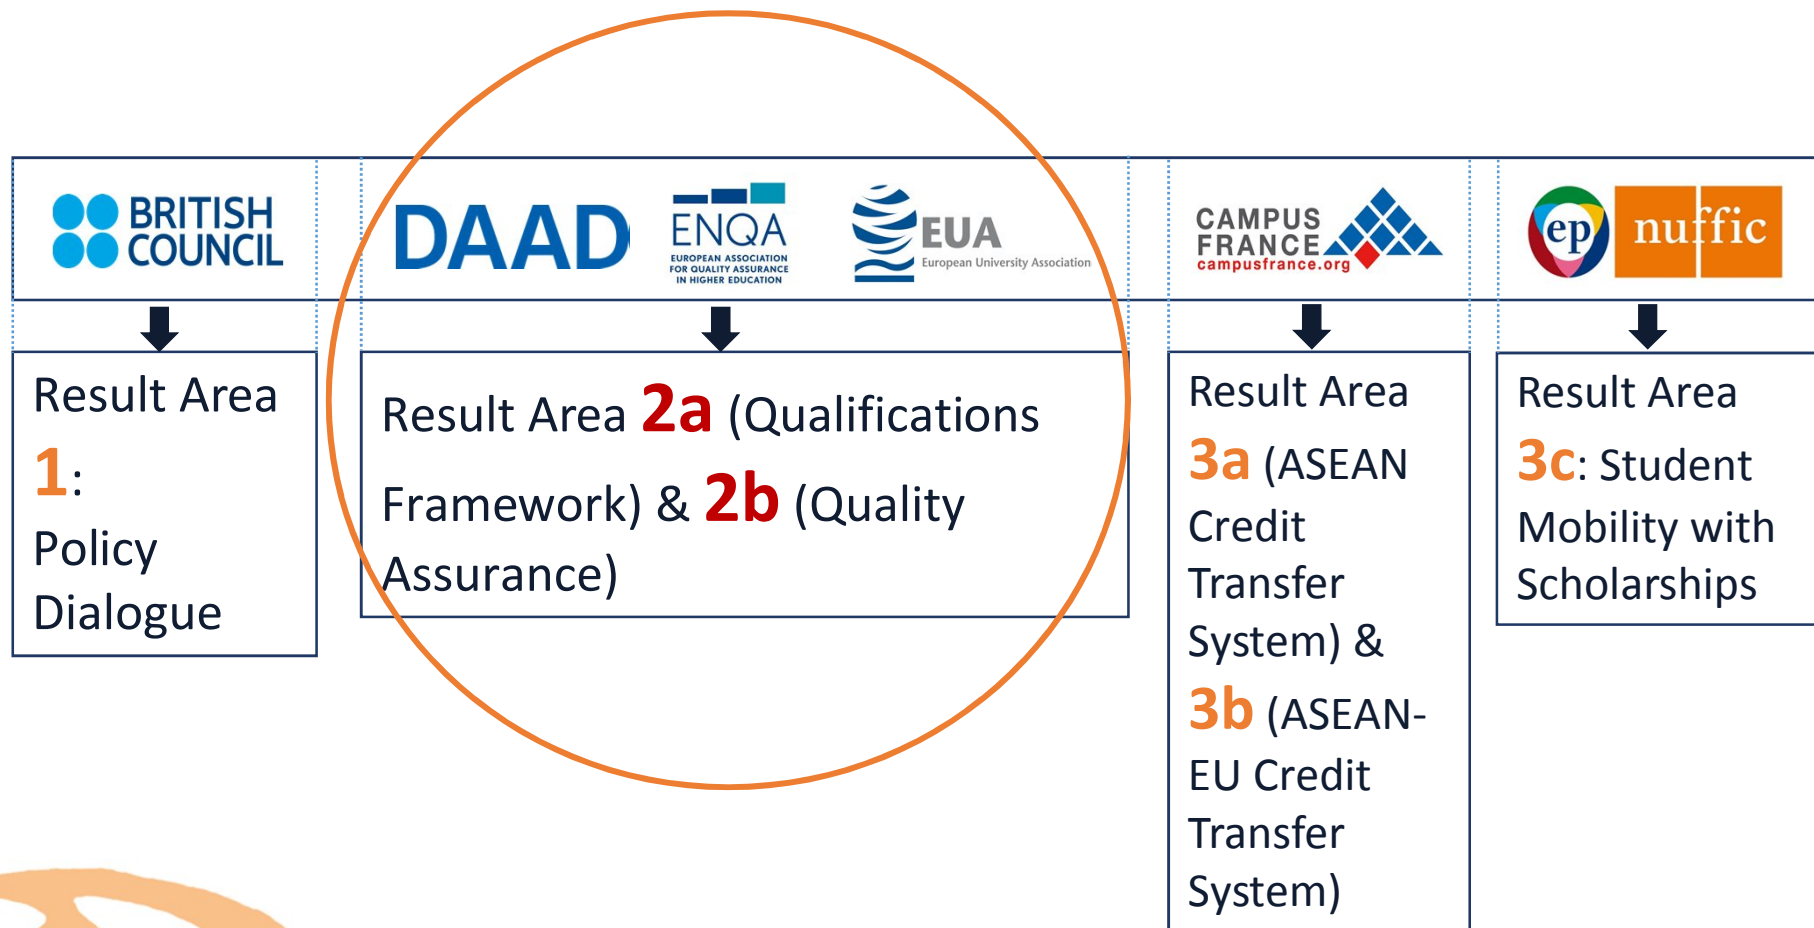 BRITISH
COUNCIL
DAAD
ENQA
EUROPEAN ASSOCIATION
FOR QUALITY ASSURANCE
IN HIGHER EDUCATION
EUA
European University Association
CAMPUS
FRANCE
campusfrance.org
ep
nuffic
Result Area
1:
Policy
Dialogue
Result Area 2a (Qualifications
Framework) & 2b (Quality
Assurance)
Result Area
3a (ASEAN
Credit
Transfer
System) &
3b (ASEAN-
EU Credit
Transfer
System)
Result Area
3c: Student
Mobility with
Scholarships